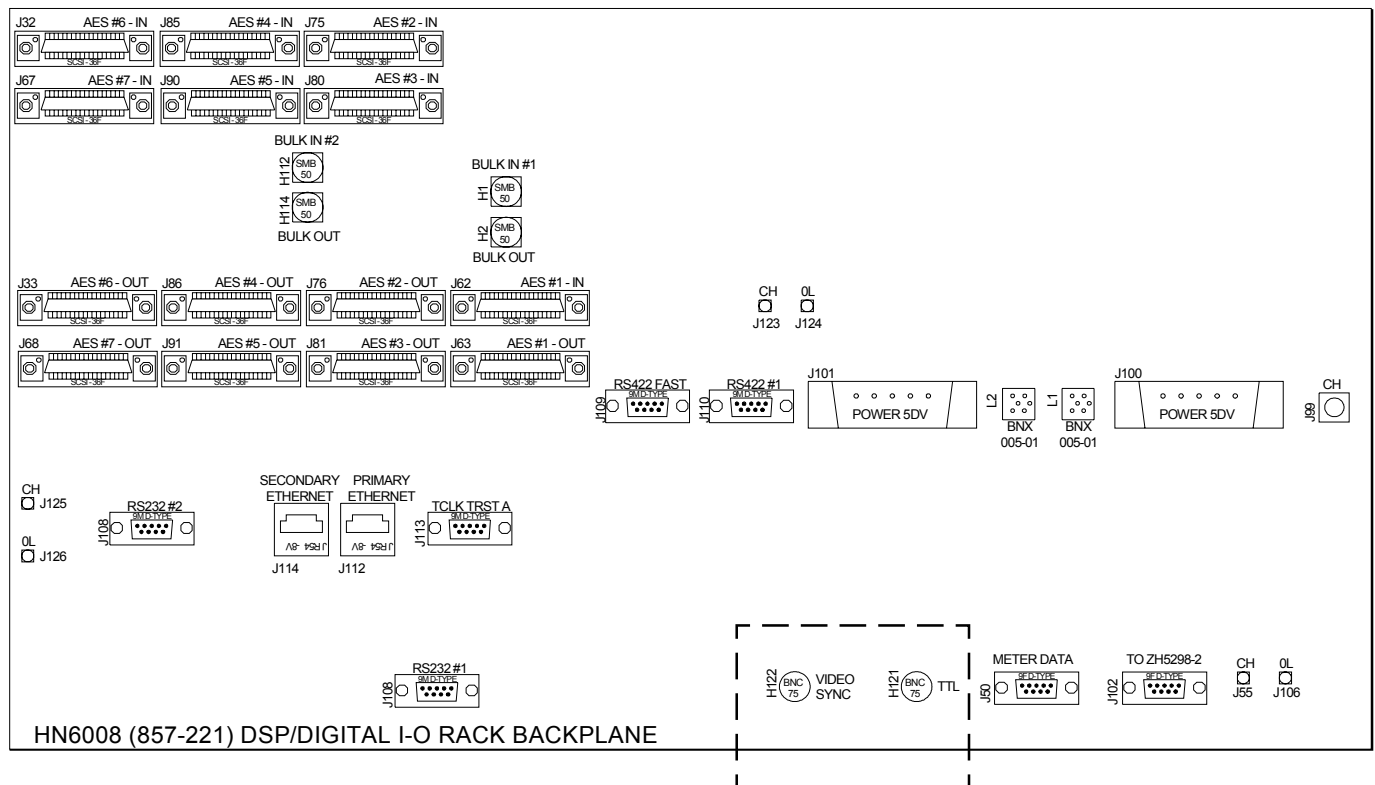 J32 AES #6 - IN J85 AES #4 - IN J75 AES #2 - IN
SCSI - 36F SCSI - 36F SCSI - 36F
J67 AES #7 - IN J90 AES #5 - IN J80 AES #3 - IN
SCSI - 36F SCSI - 36F SCSI - 36F
BULK IN #2
H112 SMB 50
H114 SMB 50
BULK OUT
BULK IN #1
H1 SMB 50
H2 SMB 50
BULK OUT
J33 AES #6 - OUT J86 AES #4 - OUT J76 AES #2 - OUT J62 AES #1 - IN
SCSI - 36F SCSI - 36F SCSI - 36F SCSI - 36F
J68 AES #7 - OUT J91 AES #5 - OUT J81 AES #3 - OUT J63 AES #1 - OUT
SCSI - 36F SCSI - 36F SCSI - 36F SCSI - 36F
CH 0L
J123 J124
RS422 FAST
9M D-TYPE
J109
RS422 #1
9M D-TYPE
J110
J101
POWER 5DV
L2
BNX
005-01
L1
BNX
005-01
J100
POWER 5DV
CH
J99
CH
J125
0L
J126
RS232 #2
9M D-TYPE
J108
SECONDARY
ETHERNET
JR54 -8V
J114
PRIMARY
ETHERNET
JR54 -8V
J112
TCLK TRST A
9M D-TYPE
J113
RS232 #1
9M D-TYPE
J108
H122 BNC 75 VIDEO SYNC
H121 BNC 75 TTL
METER DATA
9F D-TYPE
J50
TO ZH5298-2
9F D-TYPE
J102
CH 0L
J55 J106
HN6008 (857-221) DSP/DIGITAL I-O RACK BACKPLANE